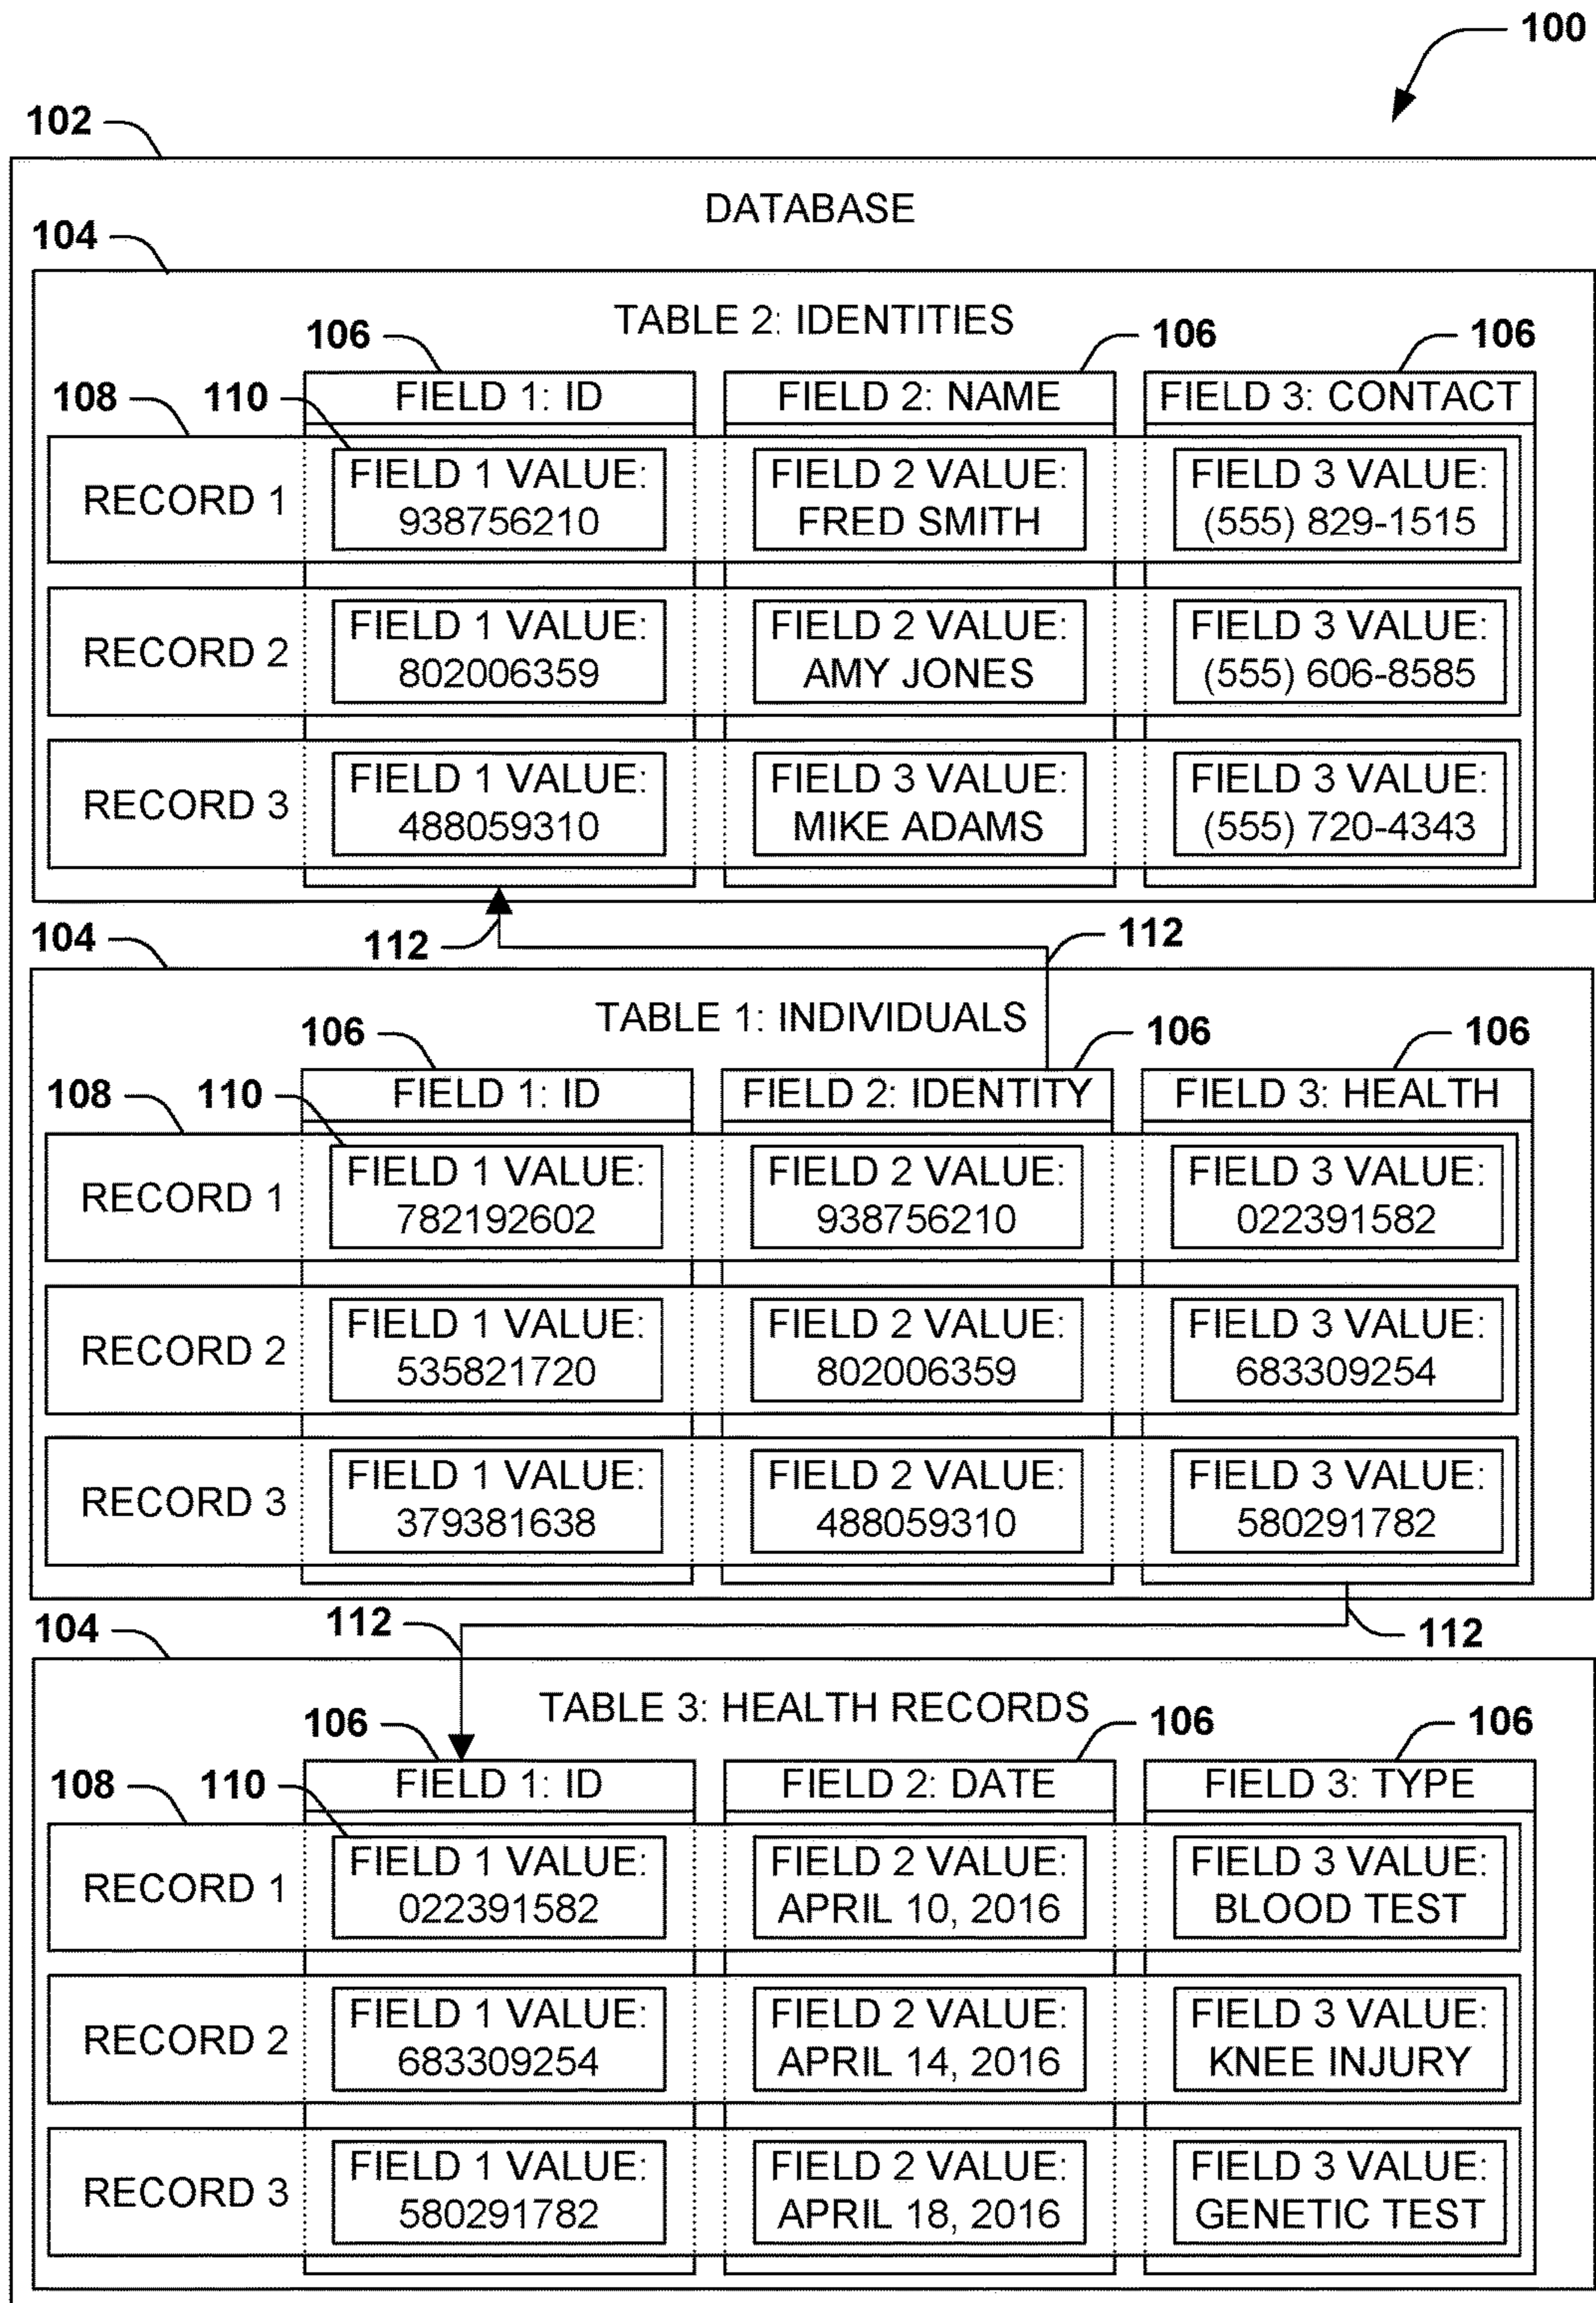 100
102
DATABASE
104
TABLE 2: IDENTITIES
106 106 106
FIELD 1: ID FIELD 2: NAME FIELD 3: CONTACT
108 110
RECORD 1
FIELD 1 VALUE: FIELD 2 VALUE: FIELD 3 VALUE:
938756210 FRED SMITH (555) 829-1515
RECORD 2
FIELD 1 VALUE: FIELD 2 VALUE: FIELD 3 VALUE:
802006359 AMY JONES (555) 606-8585
RECORD 3
FIELD 1 VALUE: FIELD 3 VALUE: FIELD 3 VALUE:
488059310 MIKE ADAMS (555) 720-4343
112 112
104
TABLE 1: INDIVIDUALS
106 106 106
FIELD 1: ID FIELD 2: IDENTITY FIELD 3: HEALTH
108 110
RECORD 1
FIELD 1 VALUE: FIELD 2 VALUE: FIELD 3 VALUE:
782192602 938756210 022391582
RECORD 2
FIELD 1 VALUE: FIELD 2 VALUE: FIELD 3 VALUE:
535821720 802006359 683309254
RECORD 3
FIELD 1 VALUE: FIELD 2 VALUE: FIELD 3 VALUE:
379381638 488059310 580291782
112 112
104
TABLE 3: HEALTH RECORDS
106 106 106
FIELD 1: ID FIELD 2: DATE FIELD 3: TYPE
108 110
RECORD 1
FIELD 1 VALUE: FIELD 2 VALUE: FIELD 3 VALUE:
022391582 APRIL 10, 2016 BLOOD TEST
RECORD 2
FIELD 1 VALUE: FIELD 2 VALUE: FIELD 3 VALUE:
683309254 APRIL 14, 2016 KNEE INJURY
RECORD 3
FIELD 1 VALUE: FIELD 2 VALUE: FIELD 3 VALUE:
580291782 APRIL 18, 2016 GENETIC TEST